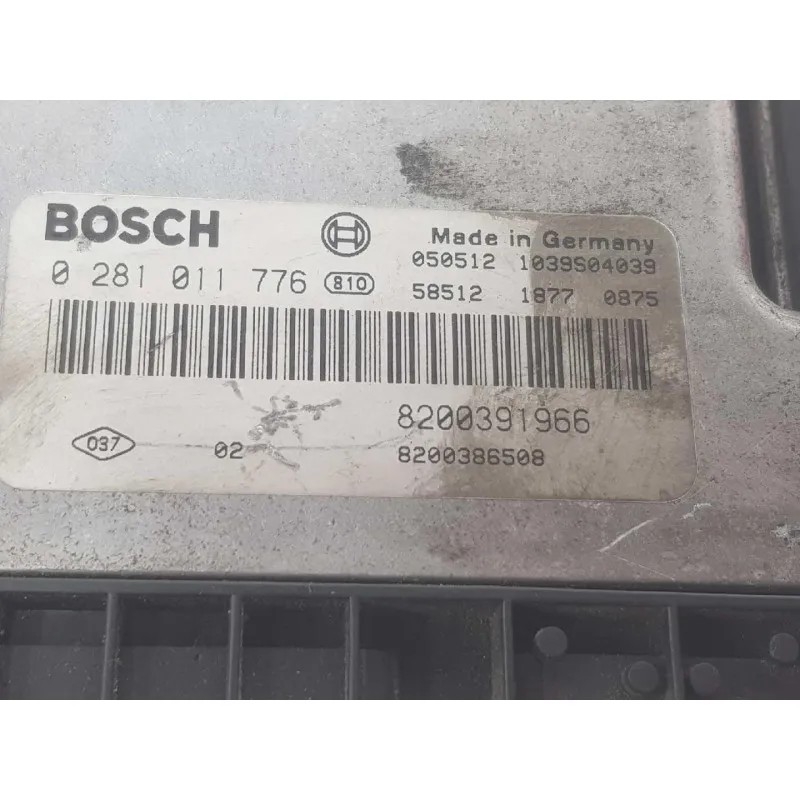 BOSCH
Made in Germany
050512 1039S04039
0 281 011 776 810
58512 1877 0875
8200391966
037 02
8200386508